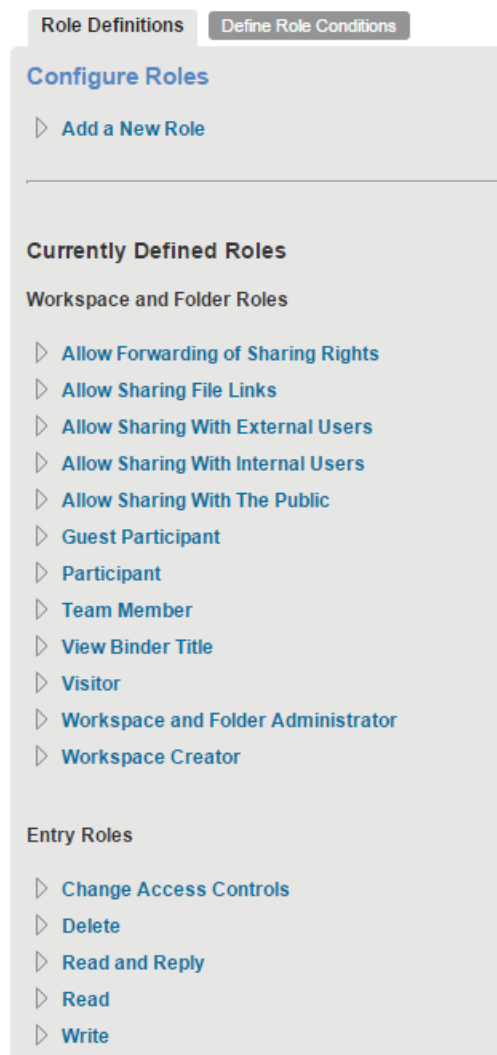 Role Definitions
Define Role Conditions
Configure Roles
Add a New Role
Currently Defined Roles
Workspace and Folder Roles
Allow Forwarding of Sharing Rights
Allow Sharing File Links
Allow Sharing With External Users
Allow Sharing With Internal Users
Allow Sharing With The Public
Guest Participant
Participant
Team Member
View Binder Title
Visitor
Workspace and Folder Administrator
Workspace Creator
Entry Roles
Change Access Controls
Delete
Read and Reply
Read
Write